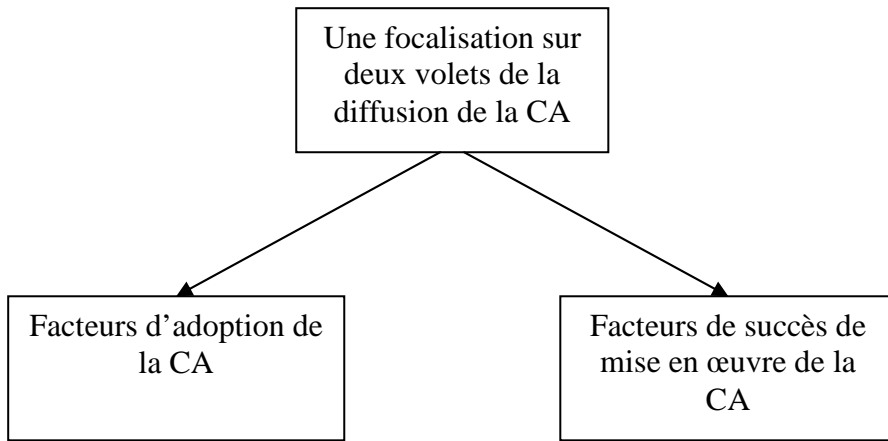 Une focalisation sur
deux volets de la
diffusion de la CA
Facteurs d’adoption de
la CA
Facteurs de succès de
mise en œuvre de la
CA